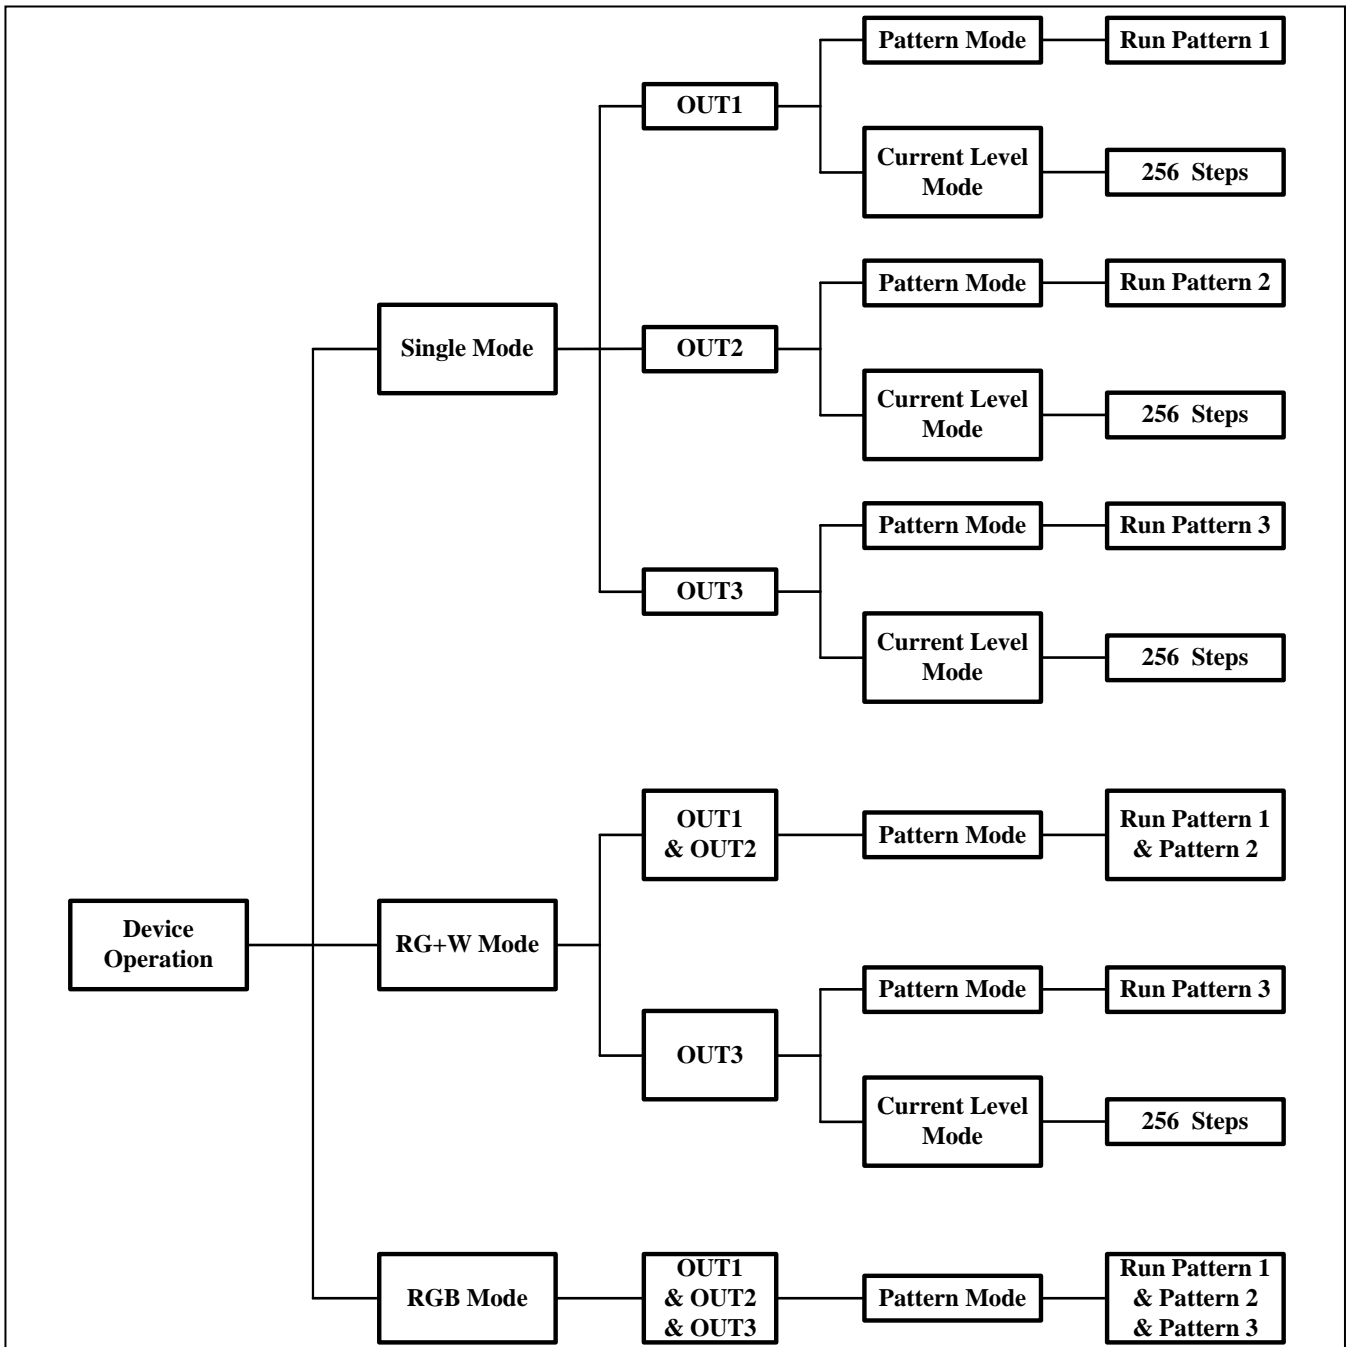 Pattern Mode
Run Pattern 1
OUT1
Current Level
Mode
256 Steps
Pattern Mode
Run Pattern 2
Single Mode
OUT2
Current Level
Mode
256 Steps
Pattern Mode
Run Pattern 3
OUT3
Current Level
Mode
256 Steps
OUT1
& OUT2
Pattern Mode
Run Pattern 1
& Pattern 2
Device
Operation
RG+W Mode
Pattern Mode
Run Pattern 3
OUT3
Current Level
Mode
256 Steps
RGB Mode
OUT1
& OUT2
& OUT3
Pattern Mode
Run Pattern 1
& Pattern 2
& Pattern 3